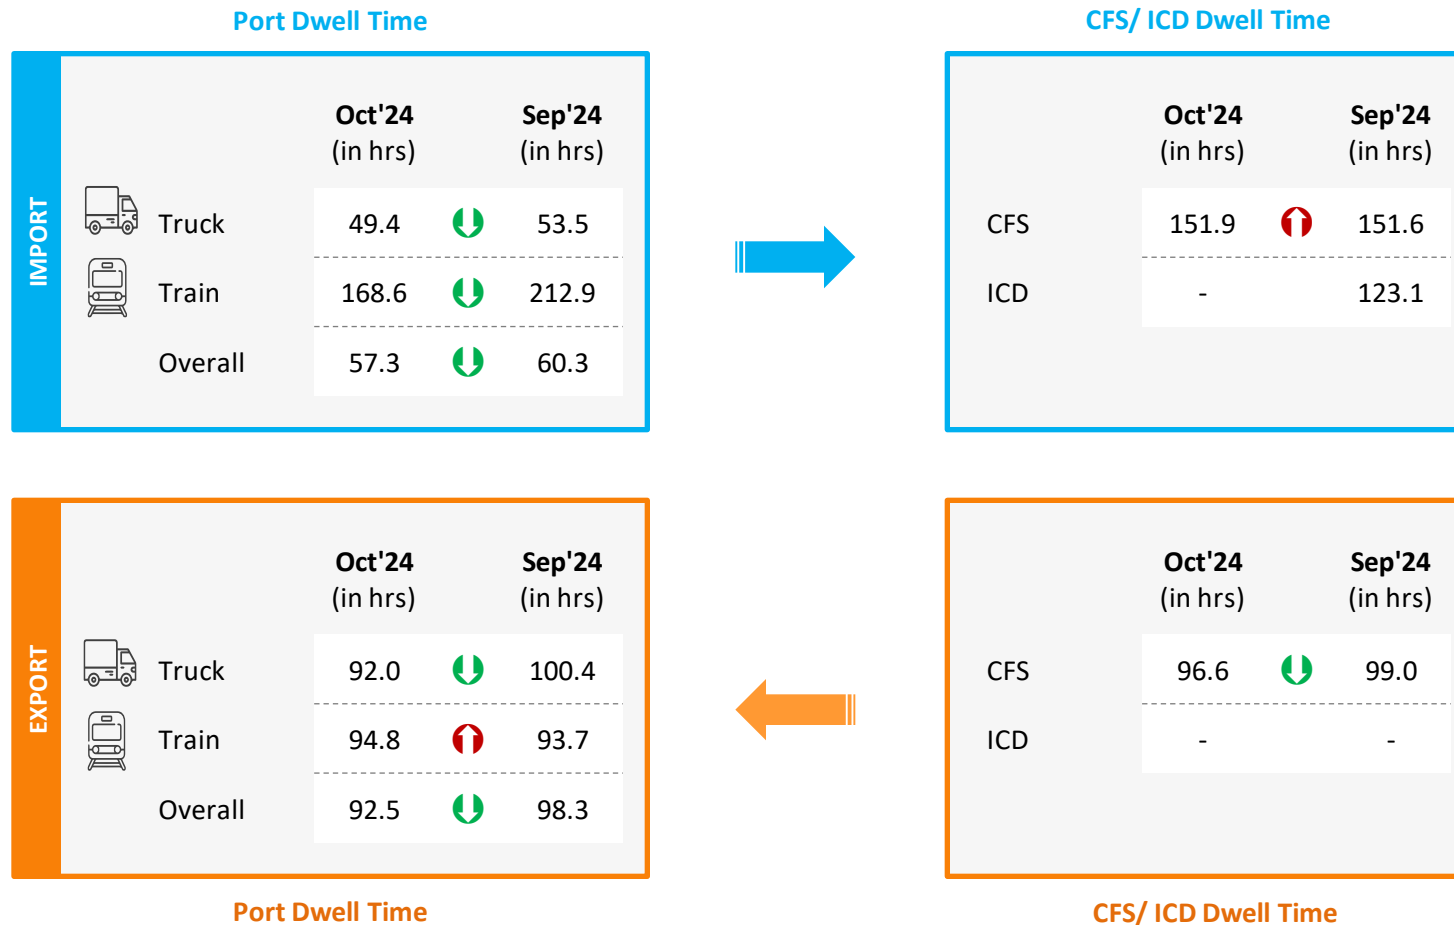 Port Dwell Time
CFS/ ICD Dwell Time
IMPORT
Oct'24 Sep'24
(in hrs) (in hrs)
Truck 49.4 53.5
Train 168.6 212.9
Overall 57.3 60.3
Oct'24 Sep'24
(in hrs) (in hrs)
CFS 151.9 151.6
ICD - 123.1
EXPORT
Oct'24 Sep'24
(in hrs) (in hrs)
Truck 92.0 100.4
Train 94.8 93.7
Overall 92.5 98.3
Oct'24 Sep'24
(in hrs) (in hrs)
CFS 96.6 99.0
ICD - -
Port Dwell Time
CFS/ ICD Dwell Time